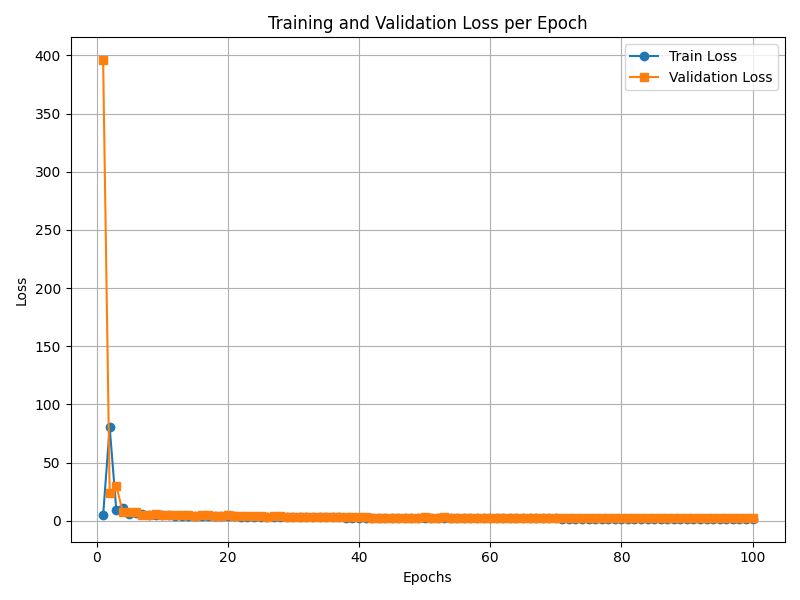 Training and Validation Loss per Epoch
Train Loss
Validation Loss
Loss
400
350
300
250
200
150
100
50
0
0 20 40 60 80 100
Epochs